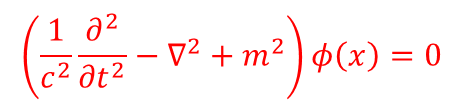 (1/c² ∂²/∂t² − ∇² + m²) ϕ(x) = 0